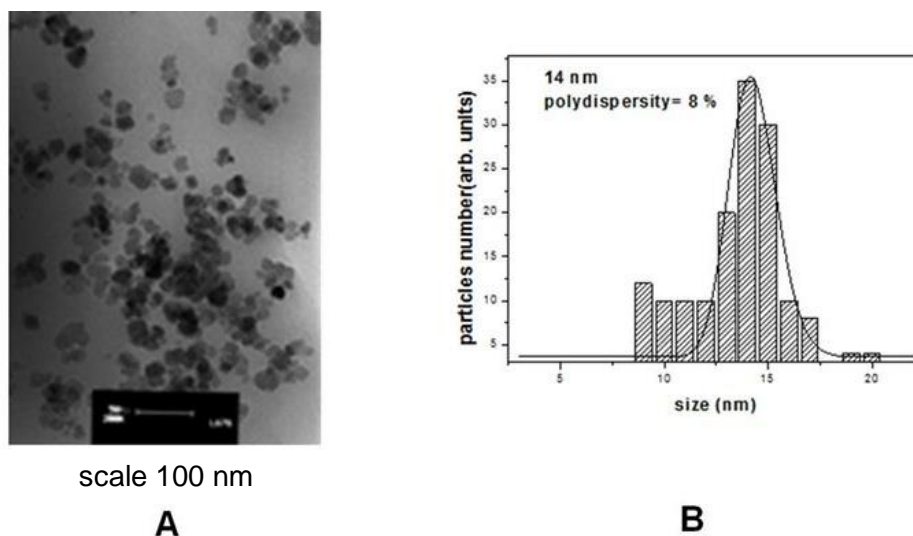 scale 100 nm
A
14 nm
polydispersity= 8 %
particles number(arb. units)
35
30
25
20
15
10
5
5
10
15
20
size (nm)
B